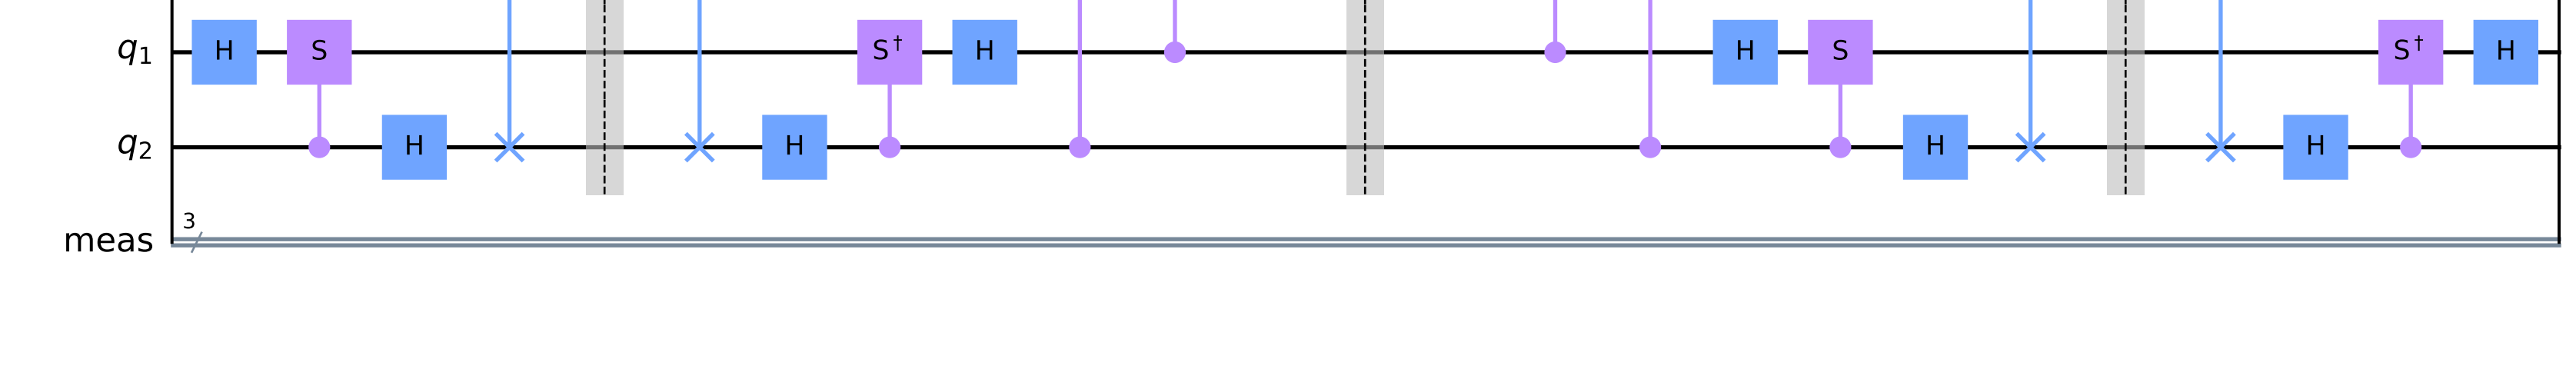 q₁ H S S† H H S S† H
q₂ H H H H
3
meas